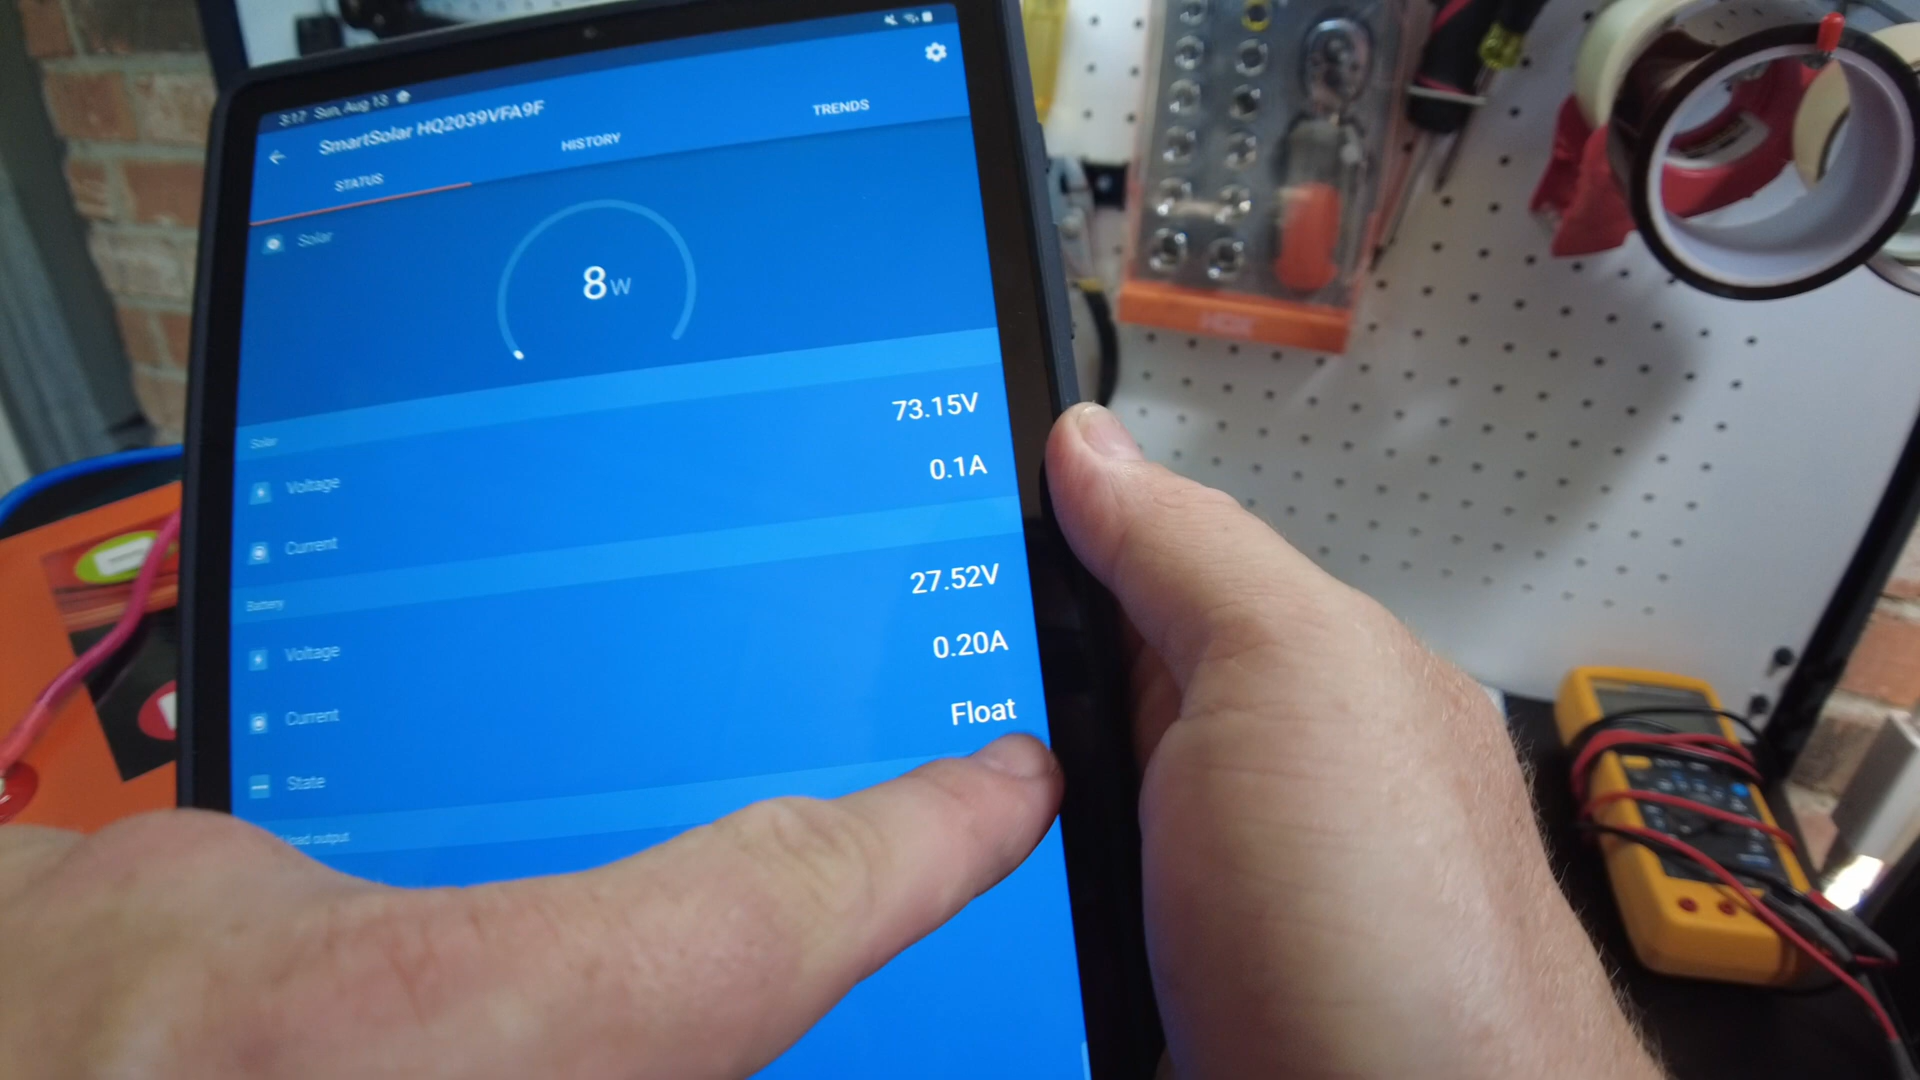 3:17 Sun, Aug 13
SmartSolar HQ2039VFA9F
STATUS HISTORY TRENDS
Solar
8W
Solar
Voltage 73.15V
Current 0.1A
Battery
Voltage 27.52V
Current 0.20A
State Float
load output